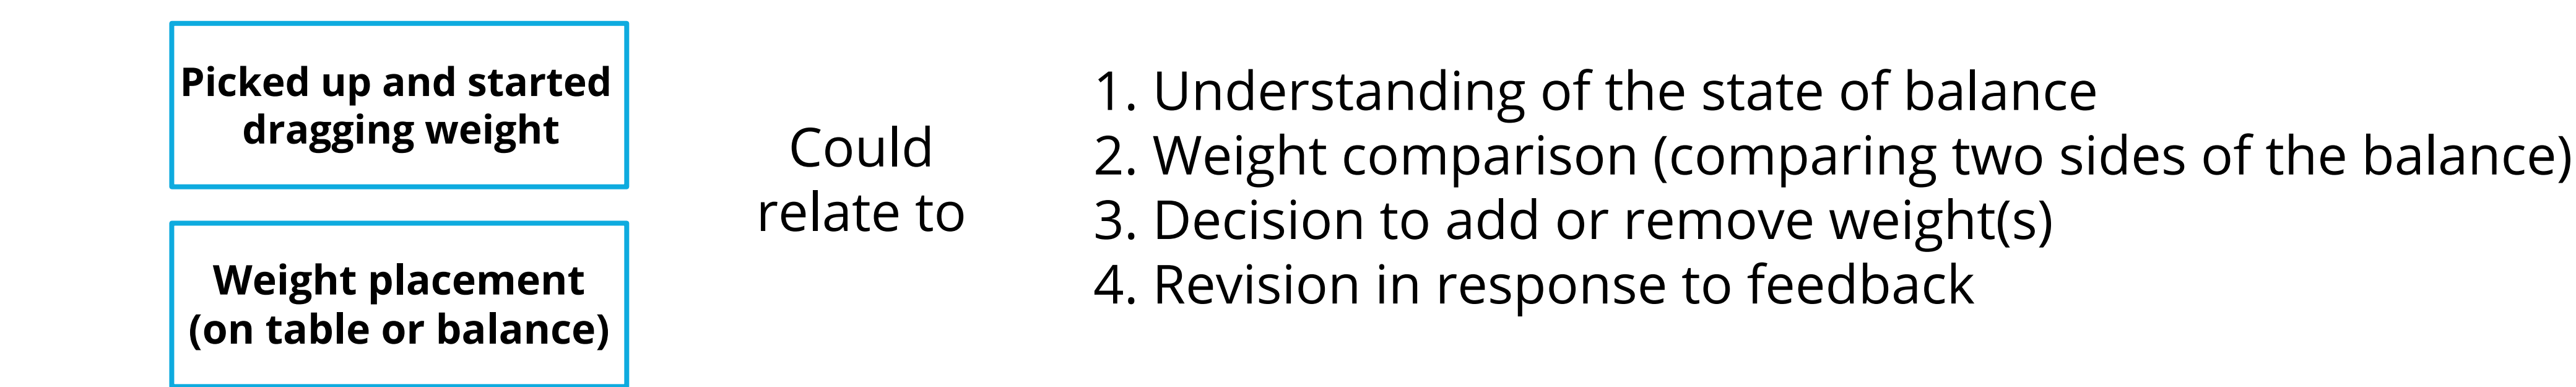 Picked up and started
dragging weight
Weight placement
(on table or balance)
Could
relate to
1. Understanding of the state of balance
2. Weight comparison (comparing two sides of the balance)
3. Decision to add or remove weight(s)
4. Revision in response to feedback